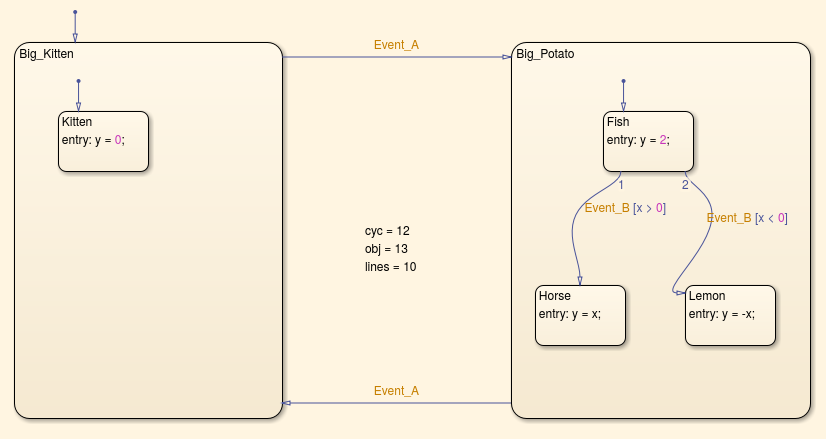 Big_Kitten
Kitten
entry: y = 0;
Event_A
cyc = 12
obj = 13
lines = 10
Event_A
Big_Potato
Fish
entry: y = 2;
1
2
Event_B [x > 0]
Event_B [x < 0]
Horse
entry: y = x;
Lemon
entry: y = -x;